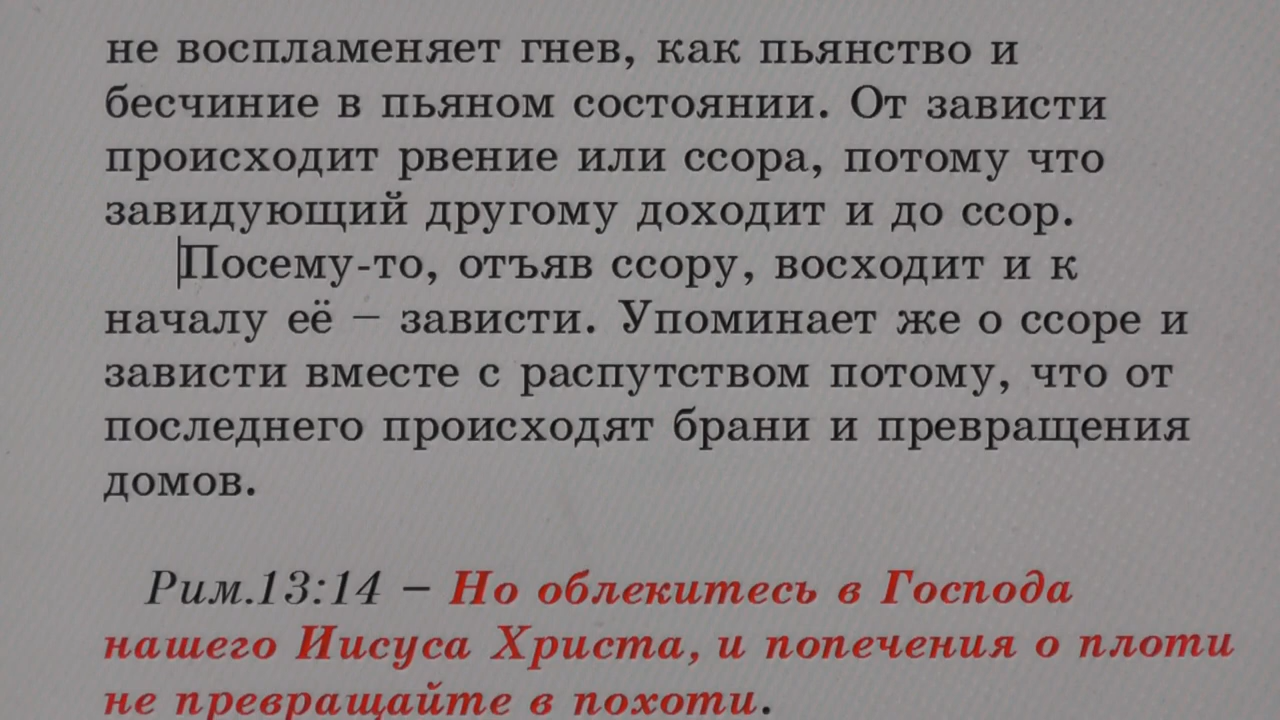 не воспламеняет гнев, как пьянство и
бесчиние в пьяном состоянии. От зависти
происходит рвение или ссора, потому что
завидующий другому доходит и до ссор.
Посему-то, отъяв ссору, восходит и к
началу её – зависти. Упоминает же о ссоре и
зависти вместе с распутством потому, что от
последнего происходят брани и превращения
домов.
Рим.13:14 – Но облекитесь в Господа
нашего Иисуса Христа, и попечения о плоти
не превращайте в похоти.